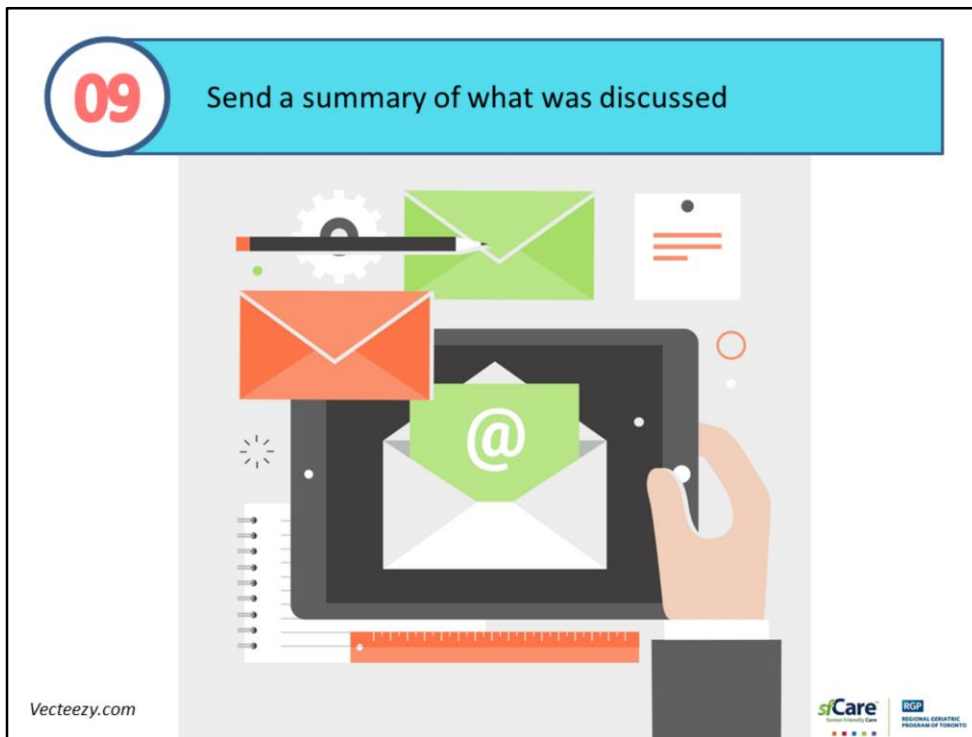 09
Send a summary of what was discussed
@
Vecteezy.com
sfCare
Senior Friendly Care
RGP
REGIONAL GERIATRIC
PROGRAM OF TORONTO